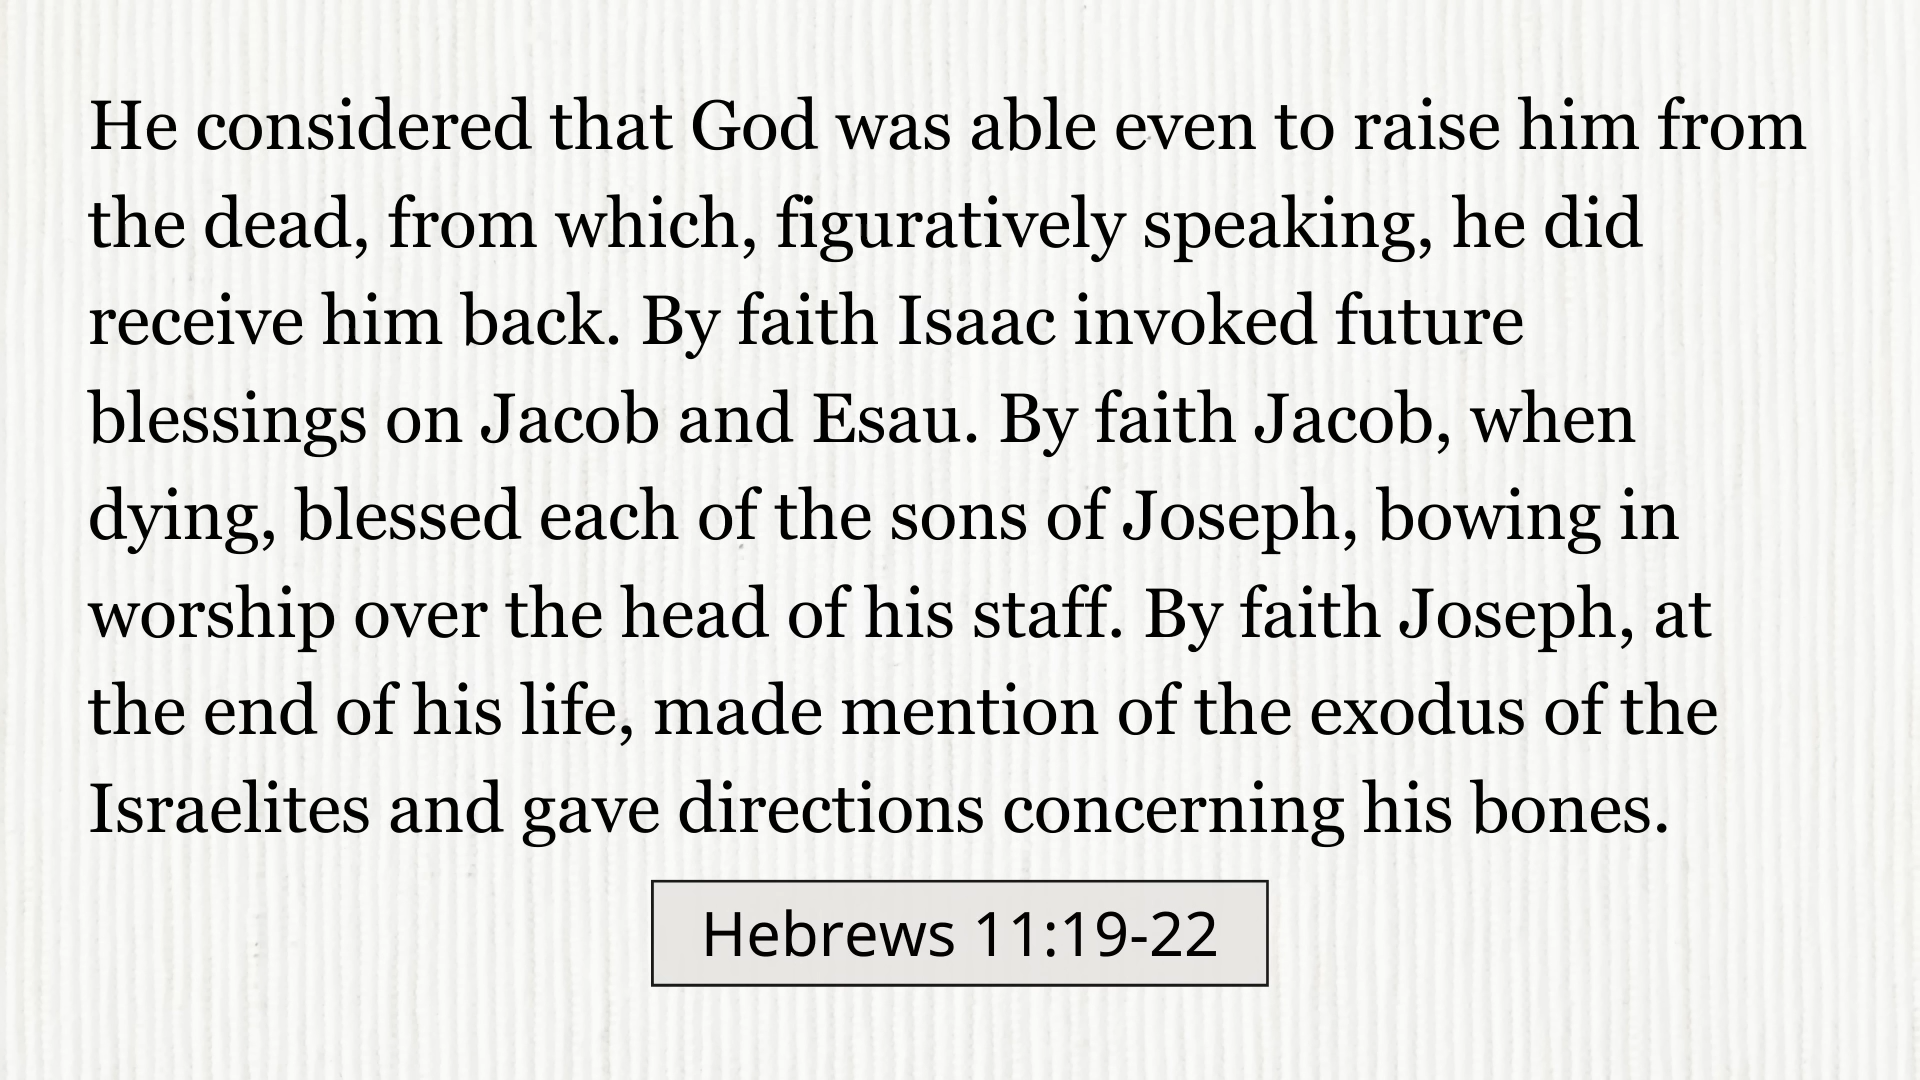 He considered that God was able even to raise him from
the dead, from which, figuratively speaking, he did
receive him back. By faith Isaac invoked future
blessings on Jacob and Esau. By faith Jacob, when
dying, blessed each of the sons of Joseph, bowing in
worship over the head of his staff. By faith Joseph, at
the end of his life, made mention of the exodus of the
Israelites and gave directions concerning his bones.
Hebrews 11:19-22